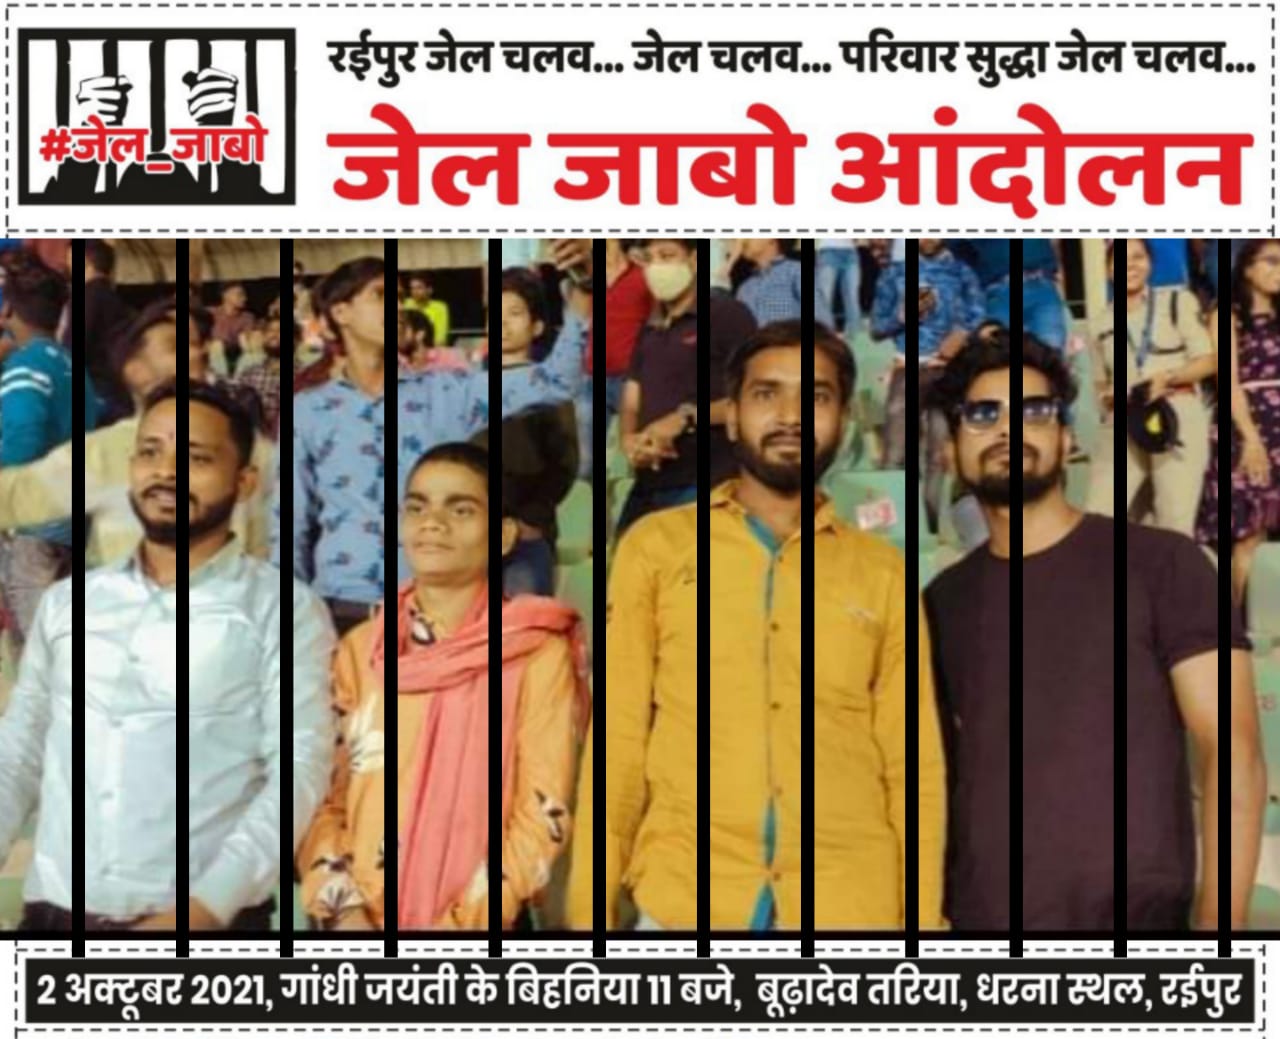 रईपुर जेल चलव... जेल चलव... परिवार सुद्धा जेल चलव...
#जेल_जाबो
जेल जाबो आंदोलन
2 अक्टूबर 2021, गांधी जयंती के बिहनिया 11 बजे, बूढ़ादेव तरिया, धरना स्थल, रईपुर